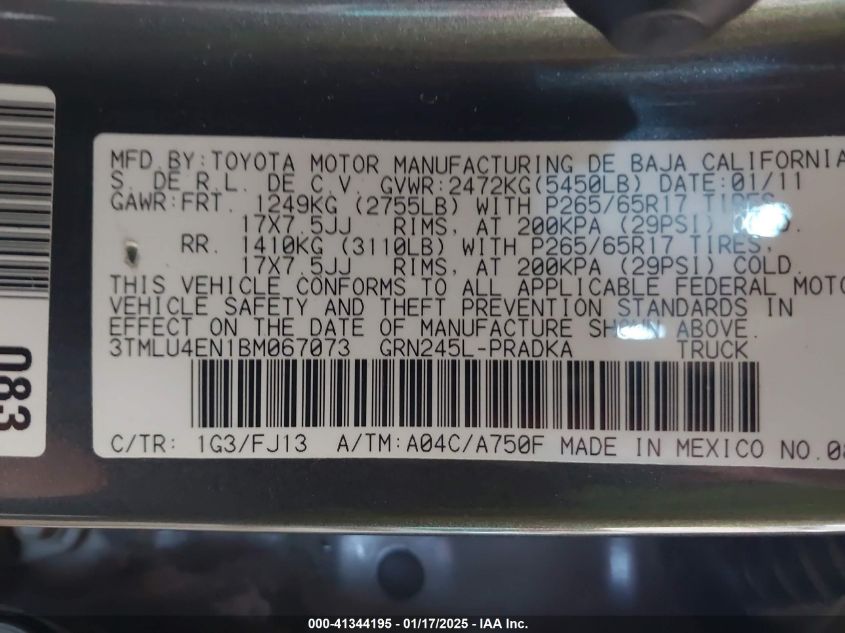 MFD.BY:TOYOTA MOTOR MANUFACTURING DE BAJA CALIFORNIA
S. DE R.L. DE C.V. GVWR:2472KG(5450LB) DATE:01/11
GAWR:FRT. 1249KG (2755LB) WITH P265/65R17 TIRES
17X7.5JJ RIMS, AT 200KPA (29PSI) COLD.
RR. 1410KG (3110LB) WITH P265/65R17 TIRES
17X7.5JJ RIMS, AT 200KPA (29PSI) COLD.
THIS VEHICLE CONFORMS TO ALL APPLICABLE FEDERAL MOTO
VEHICLE SAFETY AND THEFT PREVENTION STANDARDS IN
EFFECT ON THE DATE OF MANUFACTURE SHOWN ABOVE.
3TMLU4EN1BM067073 GRN245L-PRADKA TRUCK
C/TR: 1G3/FJ13 A/TM:A04C/A750F MADE IN MEXICO NO.08
083
000-41344195 - 01/17/2025 - IAA Inc.